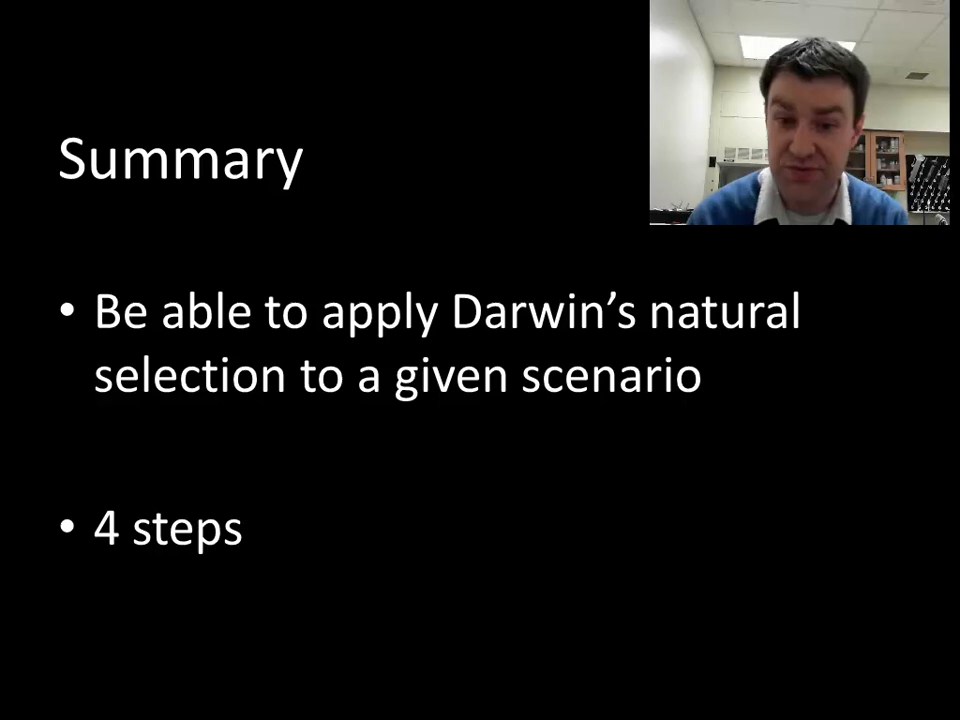 Summary
• Be able to apply Darwin’s natural
selection to a given scenario
• 4 steps